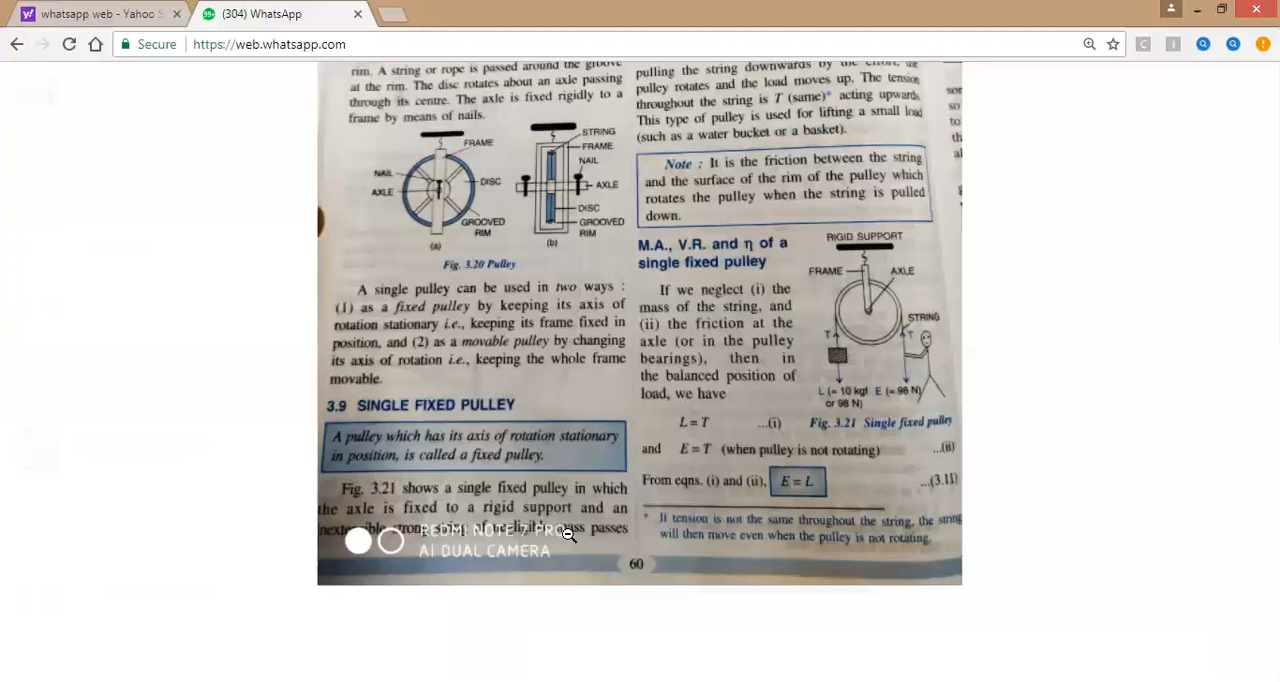 whatsapp web - Yahoo S
(304) WhatsApp
Secure
https://web.whatsapp.com
rim. A string or rope is passed around the groove
at the rim. The disc rotates about an axle passing
through its centre. The axle is fixed rigidly to a
frame by means of nails.
FRAME
NAIL
AXLE
DISC
GROOVED
RIM
(a)
STRING
FRAME
NAIL
AXLE
DISC
GROOVED
RIM
(b)
Fig. 3.20 Pulley
A single pulley can be used in two ways :
(1) as a fixed pulley by keeping its axis of
rotation stationary i.e., keeping its frame fixed in
position, and (2) as a movable pulley by changing
its axis of rotation i.e., keeping the whole frame
movable.
3.9 SINGLE FIXED PULLEY
A pulley which has its axis of rotation stationary
in position, is called a fixed pulley.
Fig. 3.21 shows a single fixed pulley in which
the axle is fixed to a rigid support and an
passes
REDMI NOTE 7 PRO
AI DUAL CAMERA
pulling the string downwards by the effort, the
pulley rotates and the load moves up. The tension
throughout the string is T (same)* acting upwards
This type of pulley is used for lifting a small load
(such as a water bucket or a basket).
Note : It is the friction between the string
and the surface of the rim of the pulley which
rotates the pulley when the string is pulled
down.
M.A., V.R. and η of a
single fixed pulley
If we neglect (i) the
mass of the string, and
(ii) the friction at the
axle (or in the pulley
bearings), then in
the balanced position of
load, we have
RIGID SUPPORT
FRAME
AXLE
STRING
T
T
L (= 10 kgf E (= 98 N)
or 98 N)
Fig. 3.21 Single fixed pulley
L = T ...(i)
and E = T (when pulley is not rotating) ...(ii)
From eqns. (i) and (ii), E = L ...(3.11)
* If tension is not the same throughout the string, the string
will then move even when the pulley is not rotating.
60
so
to
th